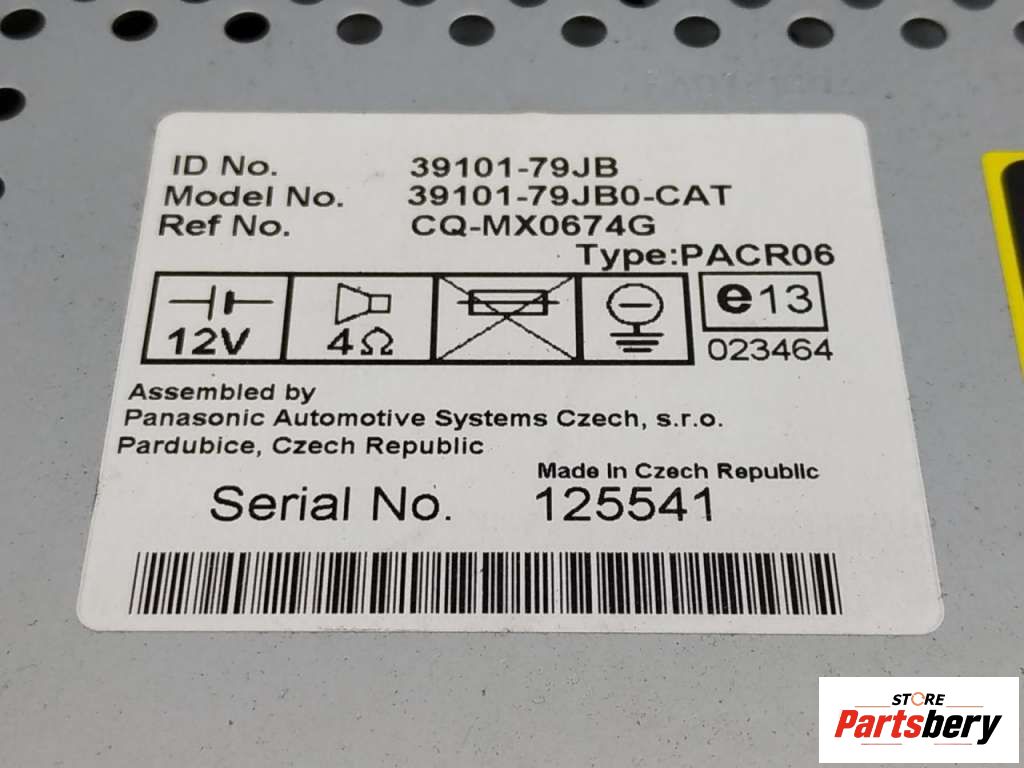 ID No. 39101-79JB
Model No. 39101-79JB0-CAT
Ref No. CQ-MX0674G
Type:PACR06
12V 4Ω e13
023464
Assembled by
Panasonic Automotive Systems Czech, s.r.o.
Pardubice, Czech Republic
Made in Czech Republic
Serial No. 125541
STORE
Partsbery